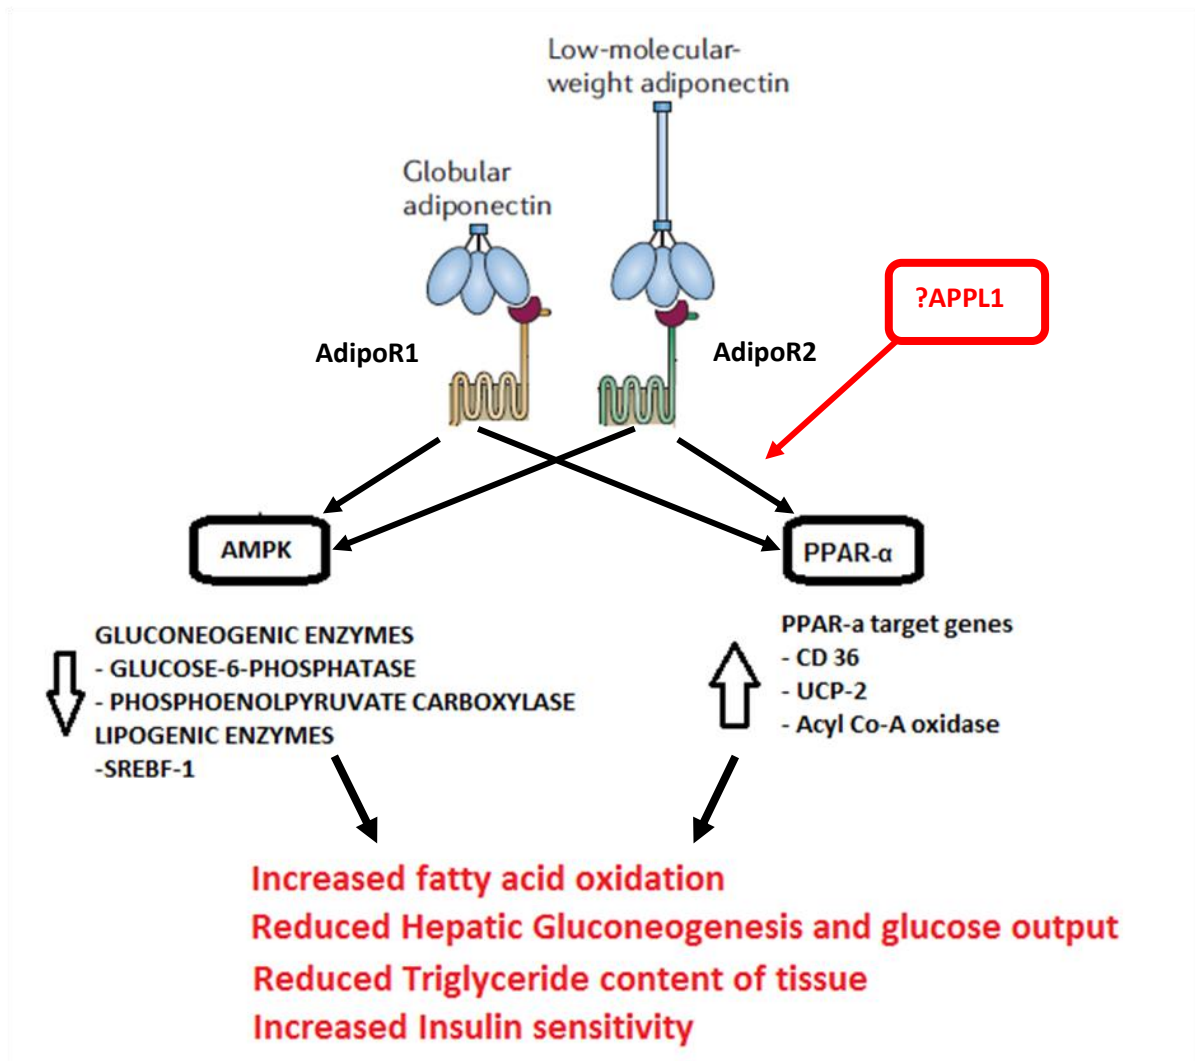 Low-molecular-
weight adiponectin
Globular
adiponectin
?APPL1
AdipoR1
AdipoR2
AMPK
PPAR-α
GLUCONEOGENIC ENZYMES
- GLUCOSE-6-PHOSPHATASE
- PHOSPHOENOLPYRUVATE CARBOXYLASE
LIPOGENIC ENZYMES
-SREBF-1
PPAR-a target genes
- CD 36
- UCP-2
- Acyl Co-A oxidase
Increased fatty acid oxidation
Reduced Hepatic Gluconeogenesis and glucose output
Reduced Triglyceride content of tissue
Increased Insulin sensitivity